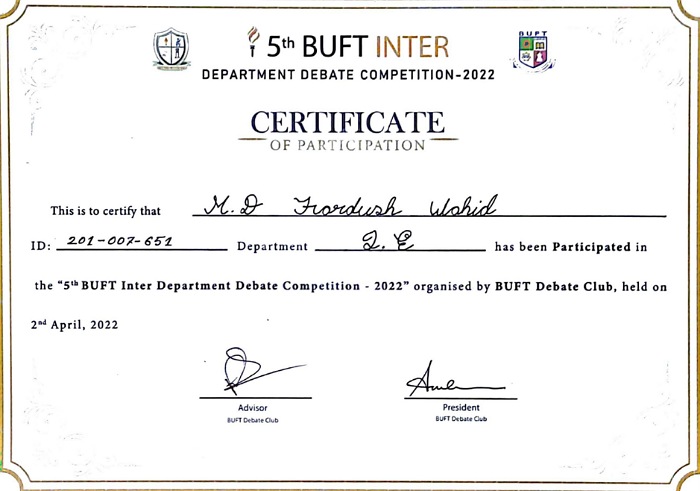 BUFT
5th BUFT INTER
DEPARTMENT DEBATE COMPETITION-2022
CERTIFICATE
OF PARTICIPATION
This is to certify that M.D Frordush Wahid
ID: 201-007-651 Department I. E has been Participated in
the “5th BUFT Inter Department Debate Competition - 2022” organised by BUFT Debate Club, held on
2nd April, 2022
Advisor President
BUFT Debate Club BUFT Debate Club